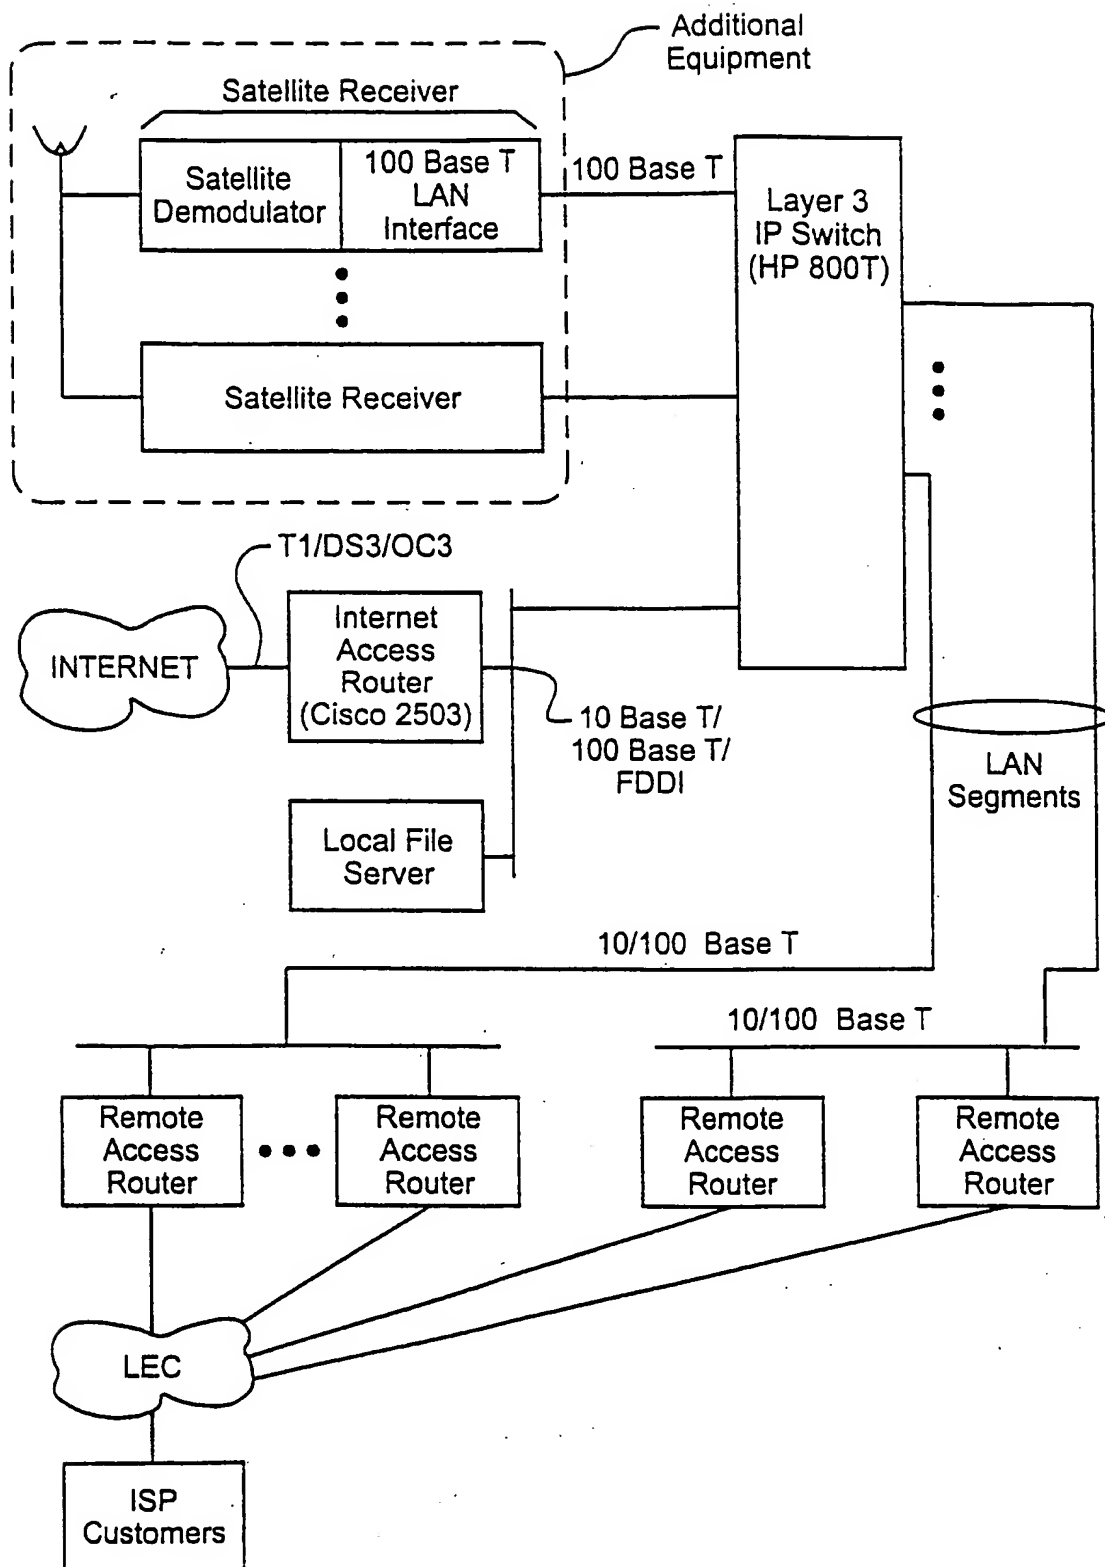 Additional
Equipment
Satellite Receiver
Satellite
Demodulator
100 Base T
LAN
Interface
100 Base T
Layer 3
IP Switch
(HP 800T)
Satellite Receiver
T1/DS3/OC3
INTERNET
Internet
Access
Router
(Cisco 2503)
10 Base T/
100 Base T/
FDDI
LAN
Segments
Local File
Server
10/100 Base T
10/100 Base T
Remote
Access
Router
Remote
Access
Router
Remote
Access
Router
Remote
Access
Router
LEC
ISP
Customers